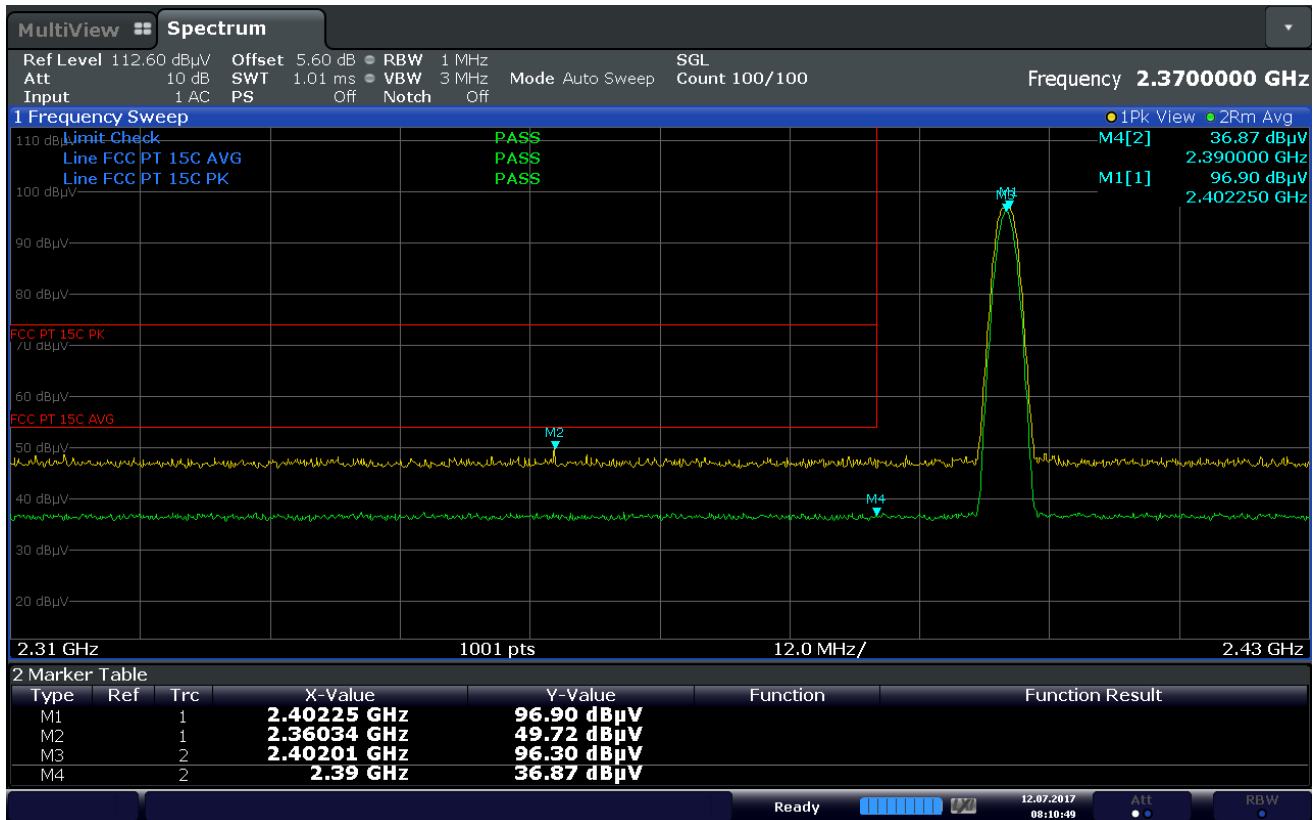 MultiView Spectrum
Ref Level 112.60 dBµV Offset 5.60 dB RBW 1 MHz SGL
Att 10 dB SWT 1.01 ms VBW 3 MHz Mode Auto Sweep Count 100/100 Frequency 2.3700000 GHz
Input 1 AC PS Off Notch Off
1 Frequency Sweep 1Pk View 2Rm Avg
110 dBµV Limit Check PASS M4[2] 36.87 dBµV
Line FCC PT 15C AVG PASS 2.390000 GHz
Line FCC PT 15C PK PASS M1[1] 96.90 dBµV
100 dBµV M1 2.402250 GHz
90 dBµV
80 dBµV
FCC PT 15C PK
70 dBµV
60 dBµV
FCC PT 15C AVG
M2
50 dBµV
40 dBµV M4
30 dBµV
20 dBµV
2.31 GHz 1001 pts 12.0 MHz/ 2.43 GHz
2 Marker Table
Type Ref Trc X-Value Y-Value Function Function Result
M1 1 2.40225 GHz 96.90 dBµV
M2 1 2.36034 GHz 49.72 dBµV
M3 2 2.40201 GHz 96.30 dBµV
M4 2 2.39 GHz 36.87 dBµV
Ready 12.07.2017 Att RBW
08:10:49